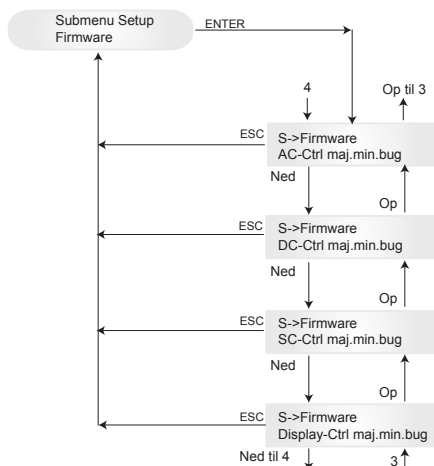 Submenu Setup
Firmware
ENTER
4
Op til 3
ESC
S->Firmware
AC-Ctrl maj.min.bug
Ned
Op
ESC
S->Firmware
DC-Ctrl maj.min.bug
Ned
Op
ESC
S->Firmware
SC-Ctrl maj.min.bug
Ned
Op
ESC
S->Firmware
Display-Ctrl maj.min.bug
Ned til 4
3